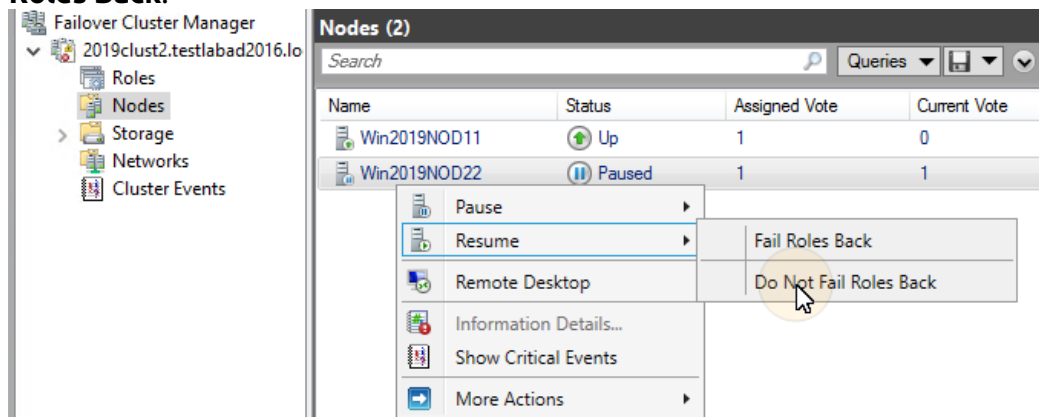 Roles Back.
Failover Cluster Manager
2019clust2.testlabad2016.lo
Roles
Nodes
Storage
Networks
Cluster Events
Nodes (2)
Search
Queries
Name Status Assigned Vote Current Vote
Win2019NOD11 Up 1 0
Win2019NOD22 Paused 1 1
Pause
Resume
Fail Roles Back
Do Not Fail Roles Back
Remote Desktop
Information Details...
Show Critical Events
More Actions